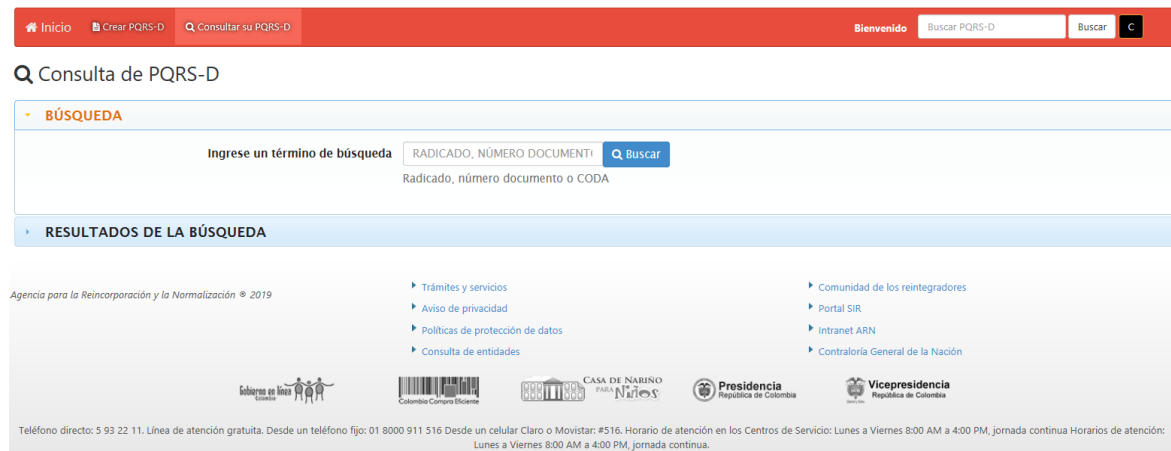 Inicio Crear PQRS-D Consultar su PQRS-D Bienvenido Buscar PQRS-D Buscar C
Consulta de PQRS-D
BÚSQUEDA
Ingrese un término de búsqueda RADICADO, NÚMERO DOCUMENT Buscar
Radicado, número documento o CODA
RESULTADOS DE LA BÚSQUEDA
Agencia para la Reincorporación y la Normalización ® 2019
Trámites y servicios
Aviso de privacidad
Políticas de protección de datos
Consulta de entidades
Comunidad de los reintegradores
Portal SIR
Intranet ARN
Contraloría General de la Nación
Gobierno en línea
Colombia
Colombia Compra Eficiente
CASA DE NARIÑO
PARA Niños
Presidencia
República de Colombia
Vicepresidencia
República de Colombia
Teléfono directo: 5 93 22 11. Línea de atención gratuita. Desde un teléfono fijo: 01 8000 911 516 Desde un celular Claro o Movistar: #516. Horario de atención en los Centros de Servicio: Lunes a Viernes 8:00 AM a 4:00 PM, jornada continua Horarios de atención:
Lunes a Viernes 8:00 AM a 4:00 PM, jornada continua.